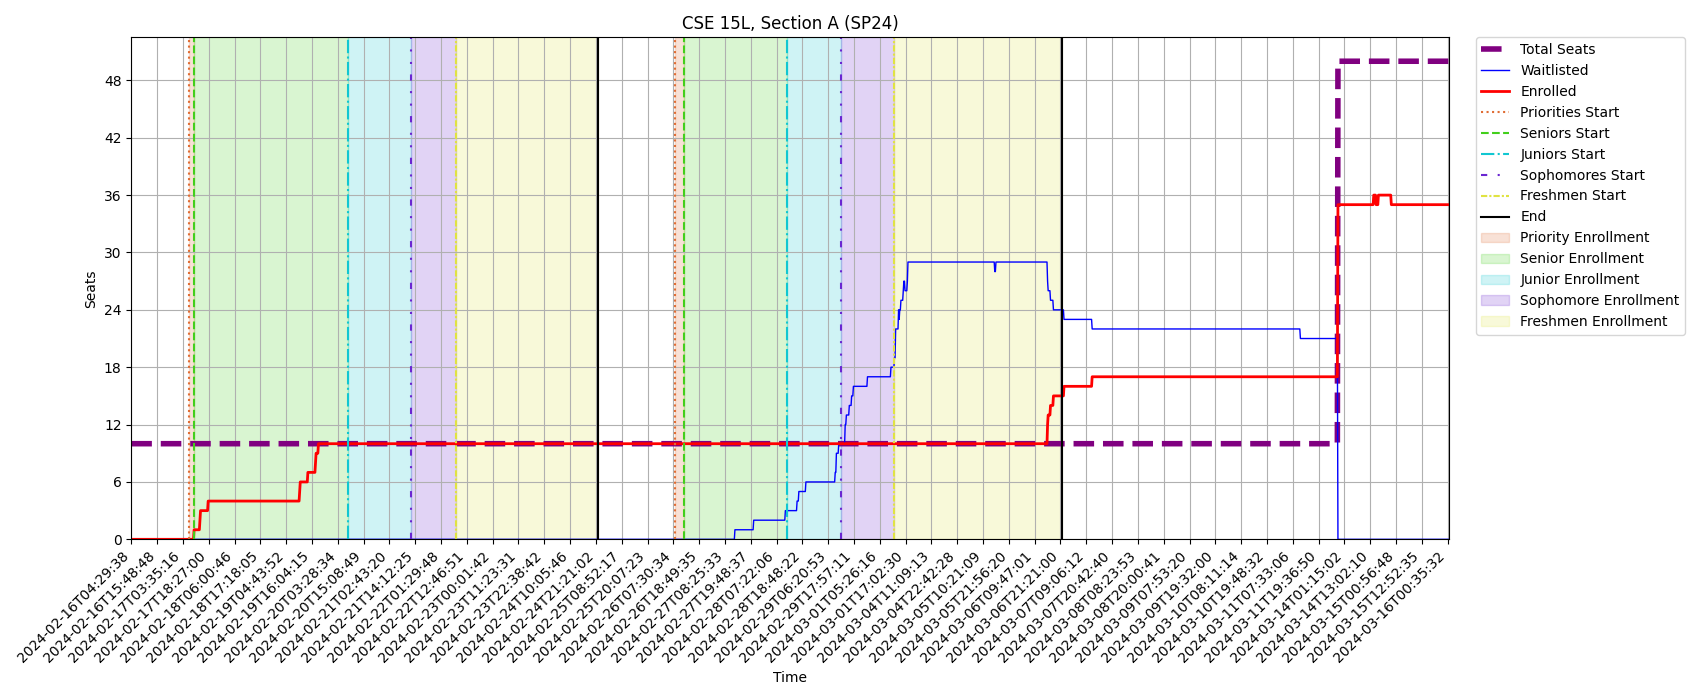 CSE 15L, Section A (SP24)
Seats
48
42
36
30
24
18
12
6
0
2024-02-16T04:29:38
2024-02-16T15:48:48
2024-02-17T03:35:16
2024-02-17T18:27:00
2024-02-18T06:00:46
2024-02-18T17:18:05
2024-02-19T04:43:52
2024-02-19T16:04:15
2024-02-20T03:28:34
2024-02-20T15:08:49
2024-02-21T02:43:20
2024-02-21T14:12:25
2024-02-22T01:29:48
2024-02-22T12:46:51
2024-02-23T00:01:42
2024-02-23T11:23:31
2024-02-23T22:38:42
2024-02-24T10:05:46
2024-02-24T21:21:02
2024-02-25T08:52:17
2024-02-25T20:07:23
2024-02-26T07:30:34
2024-02-26T18:49:35
2024-02-27T08:25:33
2024-02-27T19:48:37
2024-02-28T07:22:06
2024-02-28T18:48:22
2024-02-29T06:20:53
2024-02-29T17:57:11
2024-03-01T05:26:16
2024-03-01T17:02:30
2024-03-04T11:09:13
2024-03-04T22:42:28
2024-03-05T10:21:09
2024-03-05T21:56:20
2024-03-06T09:47:01
2024-03-06T21:21:00
2024-03-07T09:06:12
2024-03-07T20:42:40
2024-03-08T08:23:53
2024-03-08T20:00:41
2024-03-09T07:53:20
2024-03-09T19:32:00
2024-03-10T08:11:14
2024-03-10T19:48:32
2024-03-11T07:33:06
2024-03-11T19:36:50
2024-03-14T01:15:02
2024-03-14T13:02:16
2024-03-15T00:56:48
2024-03-15T12:52:35
2024-03-16T00:35:32
Time
Total Seats
Waitlisted
Enrolled
Priorities Start
Seniors Start
Juniors Start
Sophomores Start
Freshmen Start
End
Priority Enrollment
Senior Enrollment
Junior Enrollment
Sophomore Enrollment
Freshmen Enrollment